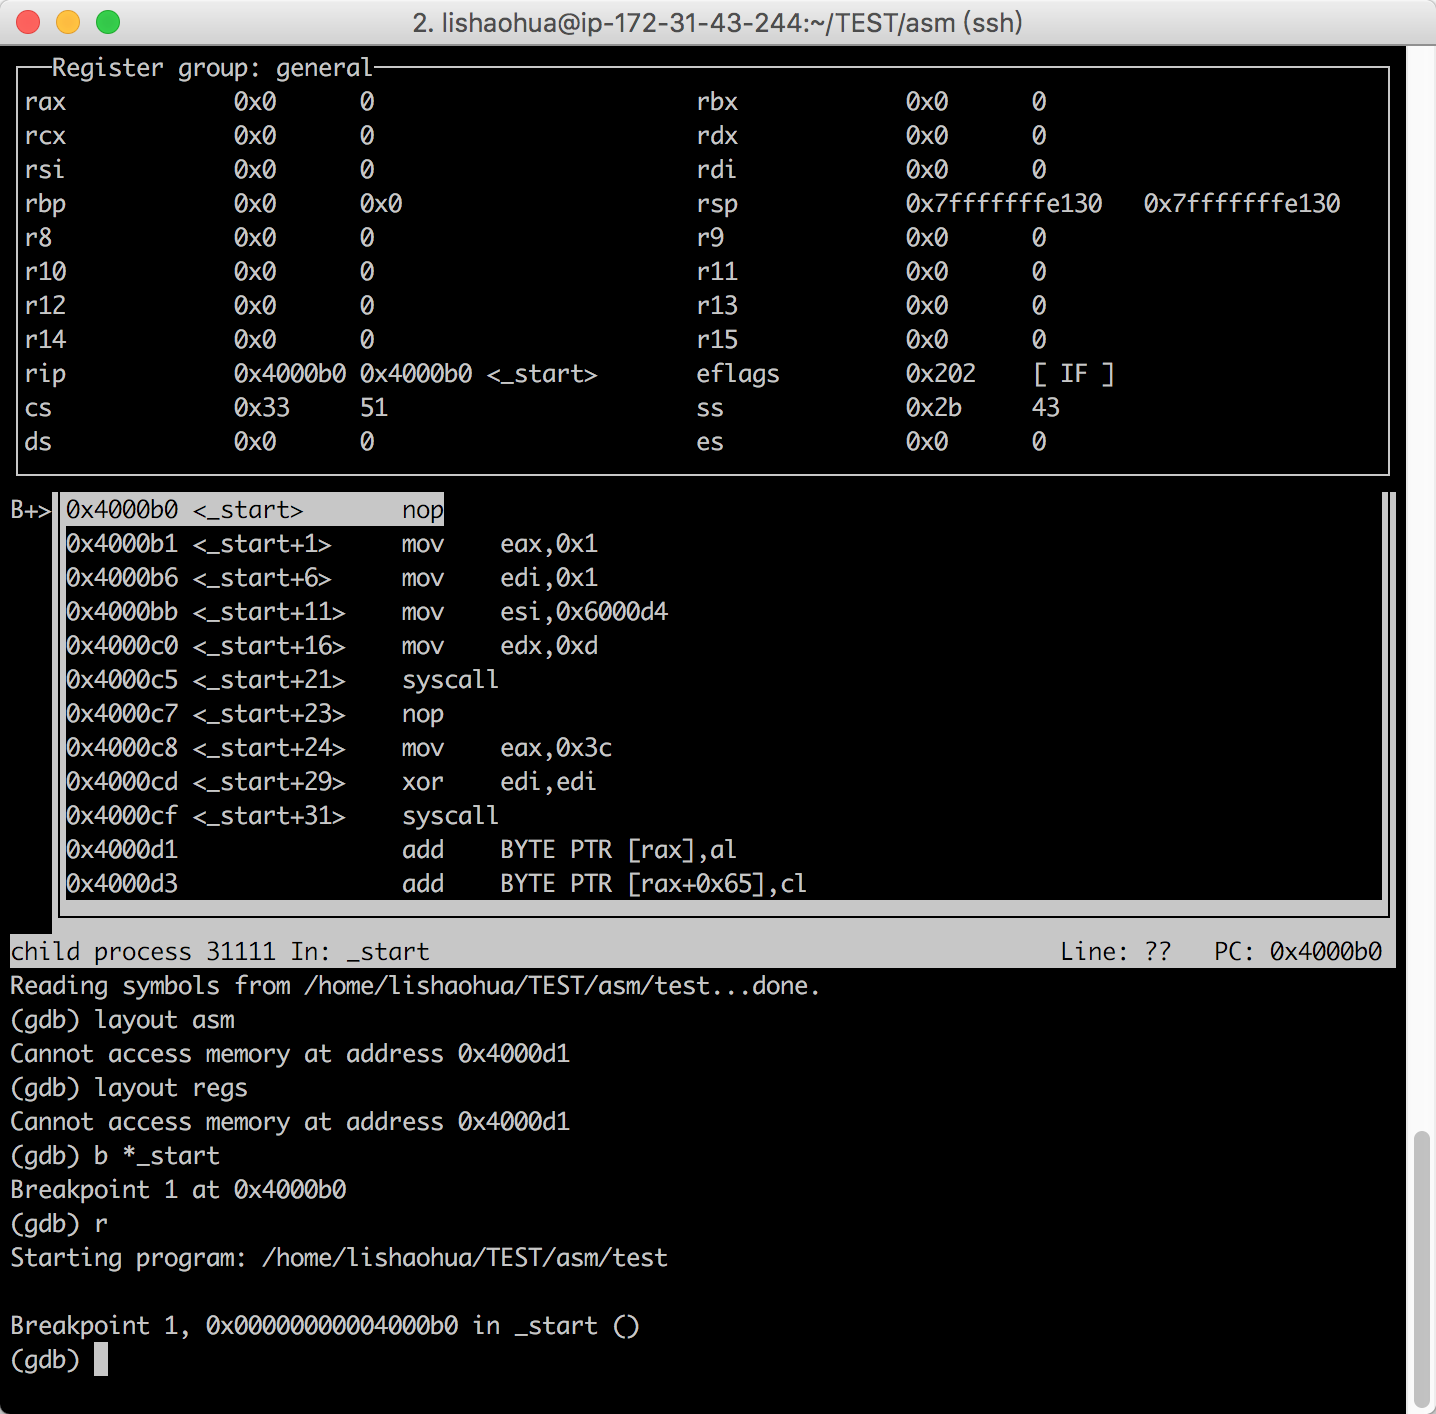 2. lishaohua@ip-172-31-43-244:~/TEST/asm (ssh)
Register group: general
rax 0x0 0 rbx 0x0 0
rcx 0x0 0 rdx 0x0 0
rsi 0x0 0 rdi 0x0 0
rbp 0x0 0x0 rsp 0x7fffffffe130 0x7fffffffe130
r8 0x0 0 r9 0x0 0
r10 0x0 0 r11 0x0 0
r12 0x0 0 r13 0x0 0
r14 0x0 0 r15 0x0 0
rip 0x4000b0 0x4000b0 <_start> eflags 0x202 [ IF ]
cs 0x33 51 ss 0x2b 43
ds 0x0 0 es 0x0 0
B+> 0x4000b0 <_start> nop
0x4000b1 <_start+1> mov eax,0x1
0x4000b6 <_start+6> mov edi,0x1
0x4000bb <_start+11> mov esi,0x6000d4
0x4000c0 <_start+16> mov edx,0xd
0x4000c5 <_start+21> syscall
0x4000c7 <_start+23> nop
0x4000c8 <_start+24> mov eax,0x3c
0x4000cd <_start+29> xor edi,edi
0x4000cf <_start+31> syscall
0x4000d1 add BYTE PTR [rax],al
0x4000d3 add BYTE PTR [rax+0x65],cl
child process 31111 In: _start Line: ?? PC: 0x4000b0
Reading symbols from /home/lishaohua/TEST/asm/test...done.
(gdb) layout asm
Cannot access memory at address 0x4000d1
(gdb) layout regs
Cannot access memory at address 0x4000d1
(gdb) b *_start
Breakpoint 1 at 0x4000b0
(gdb) r
Starting program: /home/lishaohua/TEST/asm/test
Breakpoint 1, 0x00000000004000b0 in _start ()
(gdb)